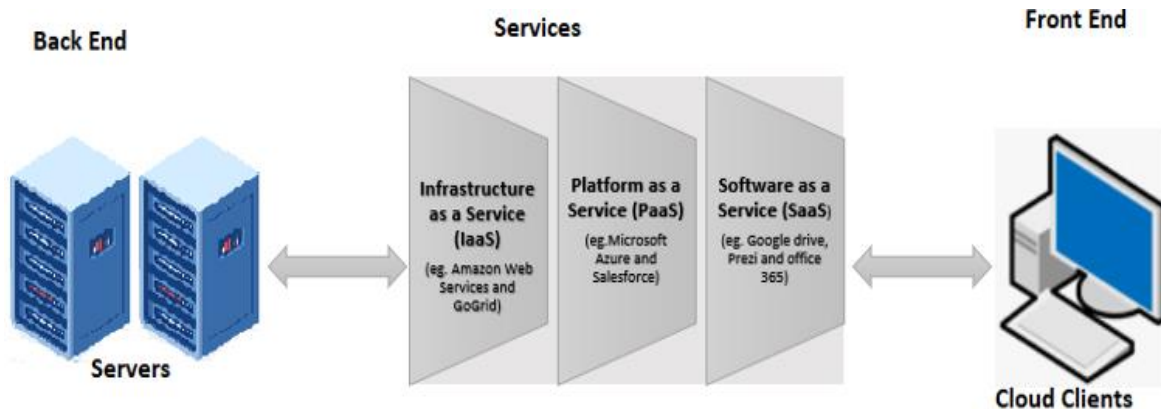 Back End
Services
Front End
Infrastructure
as a Service
(IaaS)
(eg. Amazon Web
Services and
GoGrid)
Platform as a
Service (PaaS)
(eg.Microsoft
Azure and
Salesforce)
Software as a
Service (SaaS)
(eg. Google drive,
Prezi and office
365)
Servers
Cloud Clients